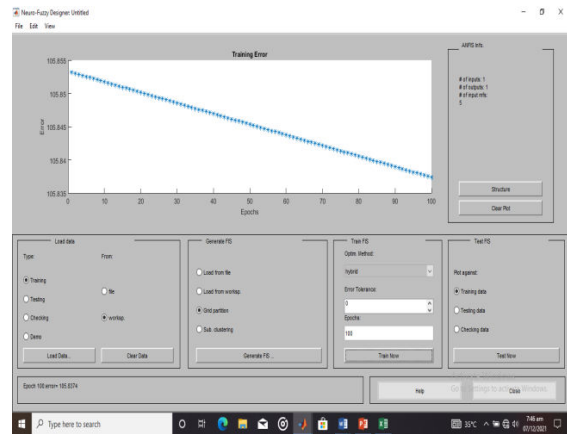 Neuro-Fuzzy Designer: Untitled
File Edit View
Training Error
105.855
105.85
105.845
105.84
105.835
Error
0 10 20 30 40 50 60 70 80 90 100
Epochs
ANFIS Info.
# of inputs: 1
# of outputs: 1
# of input mfs:
5
Structure
Clear Plot
Load data
Type: From:
Training
Testing
Checking
Demo
file
worksp.
Load Data...
Clear Data
Generate FIS
Load from file
Load from worksp.
Grid partition
Sub. clustering
Generate FIS ...
Train FIS
Optim. Method:
hybrid
Error Tolerance:
0
Epochs:
100
Train Now
Test FIS
Plot against:
Training data
Testing data
Checking data
Test Now
Epoch 100:error= 105.8374
Help
Close
Go to Settings to activate Windows.
Type here to search
35°C
7:46 am
07/12/2021